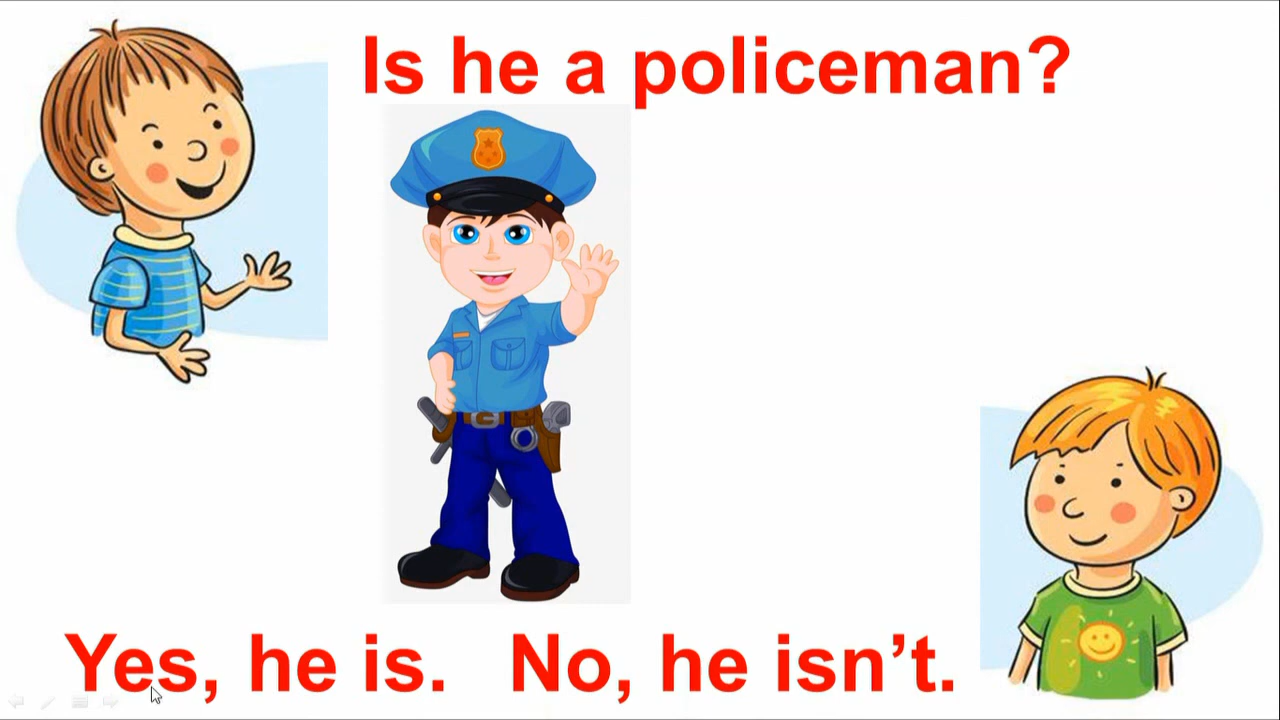 Is he a policeman?
Yes, he is. No, he isn’t.